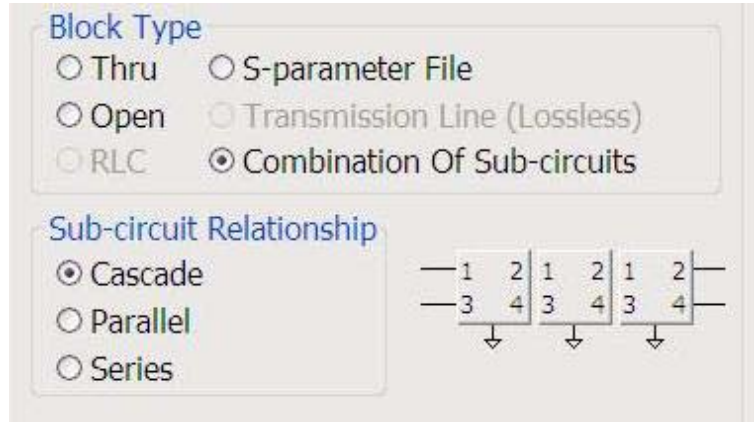 Block Type
Thru S-parameter File
Open Transmission Line (Lossless)
RLC Combination Of Sub-circuits
Sub-circuit Relationship
Cascade
Parallel
Series
1 2 1 2 1 2
3 4 3 4 3 4